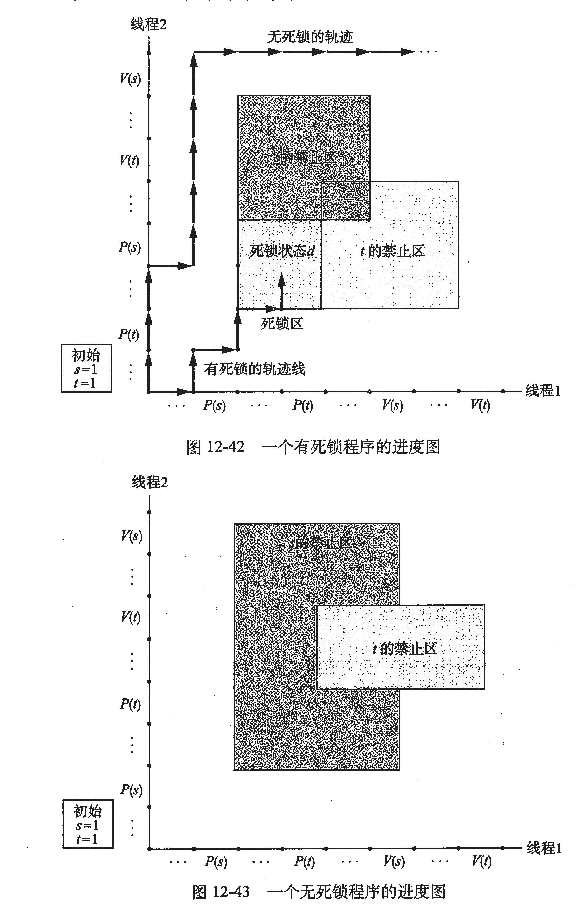 线程2
无死锁的轨迹
V(s)
⋮
的禁止区
V(t)
⋮
P(s)
死锁状态d
t的禁止区
⋮
死锁区
P(t)
初始
s=1
t=1
⋮
有死锁的轨迹线
线程1
··· P(s) ··· P(t) ··· V(s) ··· V(t)
图 12-42 一个有死锁程序的进度图
线程2
V(s)
的禁止区
⋮
V(t)
⋮
t的禁止区
P(t)
⋮
P(s)
初始
s=1
t=1
线程1
··· P(s) ··· P(t) ··· V(s) ··· V(t)
图 12-43 一个无死锁程序的进度图